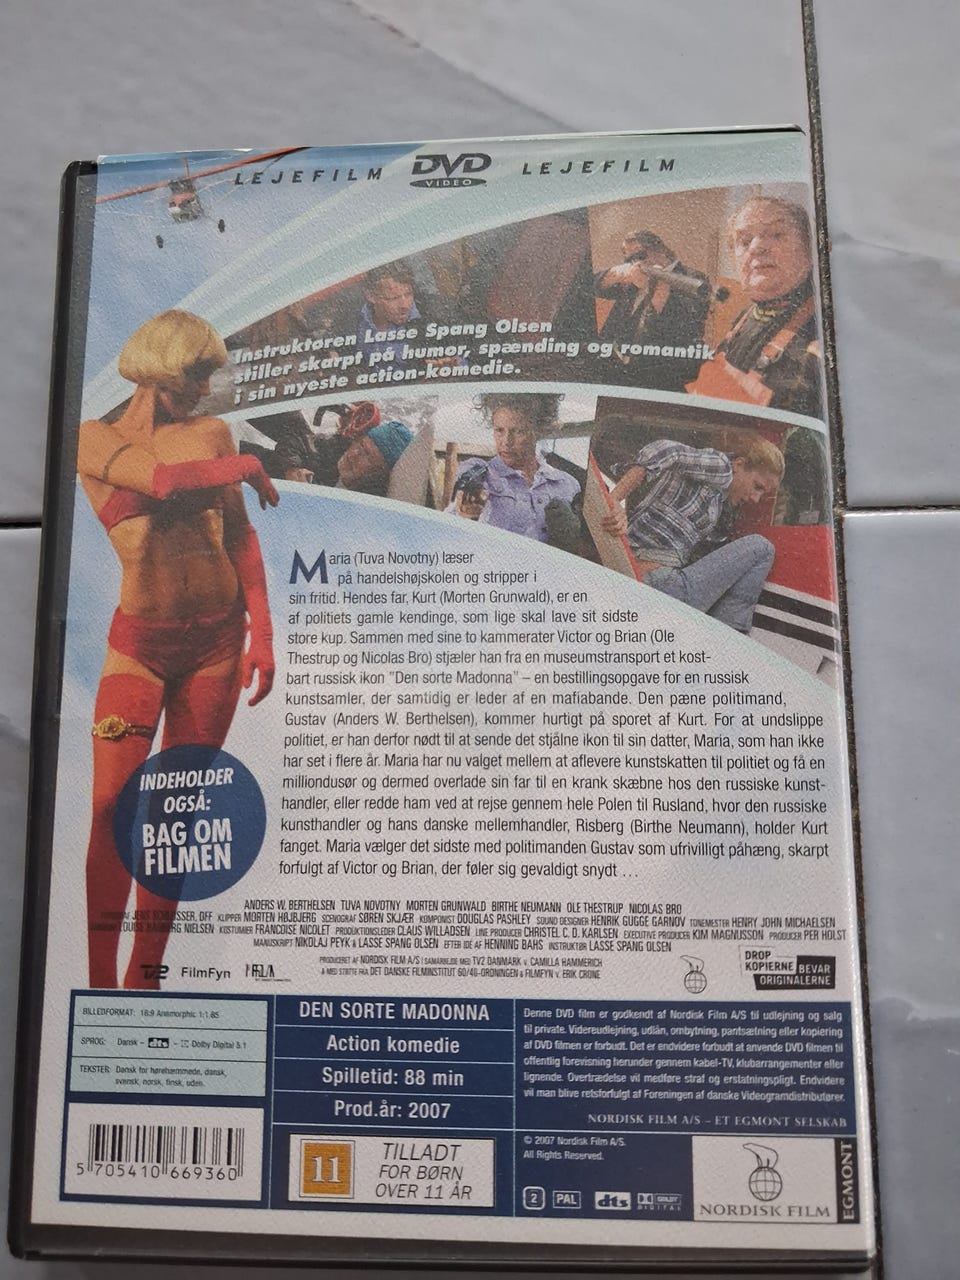 LEJEFILM DVD VIDEO LEJEFILM
Instruktøren Lasse Spang Olsen
stiller skarpt på humor, spænding og romantik
i sin nyeste action-komedie.
Maria (Tuva Novotny) læser
på handelshøjskolen og stripper i
sin fritid. Hendes far, Kurt (Morten Grunwald), er en
af politiets gamle kendinge, som lige skal lave sit sidste
store kup. Sammen med sine to kammerater Victor og Brian (Ole
Thestrup og Nicolas Bro) stjæler han fra en museumstransport et kost-
bart russisk ikon "Den sorte Madonna" – en bestillingsopgave for en russisk
kunstsamler, der samtidig er leder af en mafiabande. Den pæne politimand,
Gustav (Anders W. Berthelsen), kommer hurtigt på sporet af Kurt. For at undslippe
politiet, er han derfor nødt til at sende det stjålne ikon til sin datter, Maria, som han ikke
har set i flere år. Maria har nu valget mellem at aflevere kunstskatten til politiet og få en
milliondusør og dermed overlade sin far til en krank skæbne hos den russiske kunst-
handler, eller redde ham ved at rejse gennem hele Polen til Rusland, hvor den russiske
kunsthandler og hans danske mellemhandler, Risberg (Birthe Neumann), holder Kurt
fanget. Maria vælger det sidste med politimanden Gustav som ufrivilligt påhæng, skarpt
forfulgt af Victor og Brian, der føler sig gevaldigt snydt ...
INDEHOLDER
OGSÅ:
BAG OM
FILMEN
ANDERS W. BERTHELSEN TUVA NOVOTNY MORTEN GRUNWALD BIRTHE NEUMANN OLE THESTRUP NICOLAS BRO
JENS SCHLOSSER, DFF KLIPPER MORTEN HØJBJERG SCENOGRAF SØREN SKJÆR KOMPONIST DOUGLAS PASHLEY SOUND DESIGNER HENRIK GUGGE GARNOV TONEMESTER HENRY JOHN MICHAELSEN
NIELSEN KOSTUMIER FRANCOISE NICOLET PRODUKTIONSLEDER CLAUS WILLADSEN LINE PRODUCER CHRISTEL C. D. KARLSEN EXECUTIVE PRODUCER KIM MAGNUSSON PRODUCER PER HOLST
MANUSKRIPT NIKOLAJ PEYK & LASSE SPANG OLSEN EFTER IDÉ AF HENNING BAHS INSTRUKTØR LASSE SPANG OLSEN
PRODUCERET AF NORDISK FILM A/S I SAMARBEJDE MED TV2 DANMARK v. CAMILLA HAMMERICH
& MED STØTTE FRA DET DANSKE FILMINSTITUT 60/40-ORDNINGEN & FILMFYN v. ERIK CRONE
TV2 FilmFyn
DROP
KOPIERNE BEVAR
ORIGINALERNE
BILLEDFORMAT: 16:9 Anamorphic 1:1.85
SPROG: Dansk - dts - Dolby Digital 5.1
TEKSTER: Dansk for hørehæmmede, dansk,
svensk, norsk, finsk, uden.
5 705410 669360
DEN SORTE MADONNA
Action komedie
Spilletid: 88 min
Prod.år: 2007
11
TILLADT
FOR BØRN
OVER 11 ÅR
Denne DVD film er godkendt af Nordisk Film A/S til udlejning og salg
til private. Videreudlejning, udlån, ombytning, pantsætning eller kopiering
af DVD filmen er forbudt. Det er endvidere forbudt at anvende DVD filmen til
offentlig forevisning herunder gennem kabel-TV, klubarrangementer eller
lignende. Overtrædelse vil medføre straf og erstatningspligt. Endvidere
vil man blive retsforfulgt af Foreningen af danske Videogramdistributører.
NORDISK FILM A/S – ET EGMONT SELSKAB
© 2007 Nordisk Film A/S.
All Rights Reserved.
2 PAL dts DOLBY DIGITAL
NORDISK FILM
EGMONT